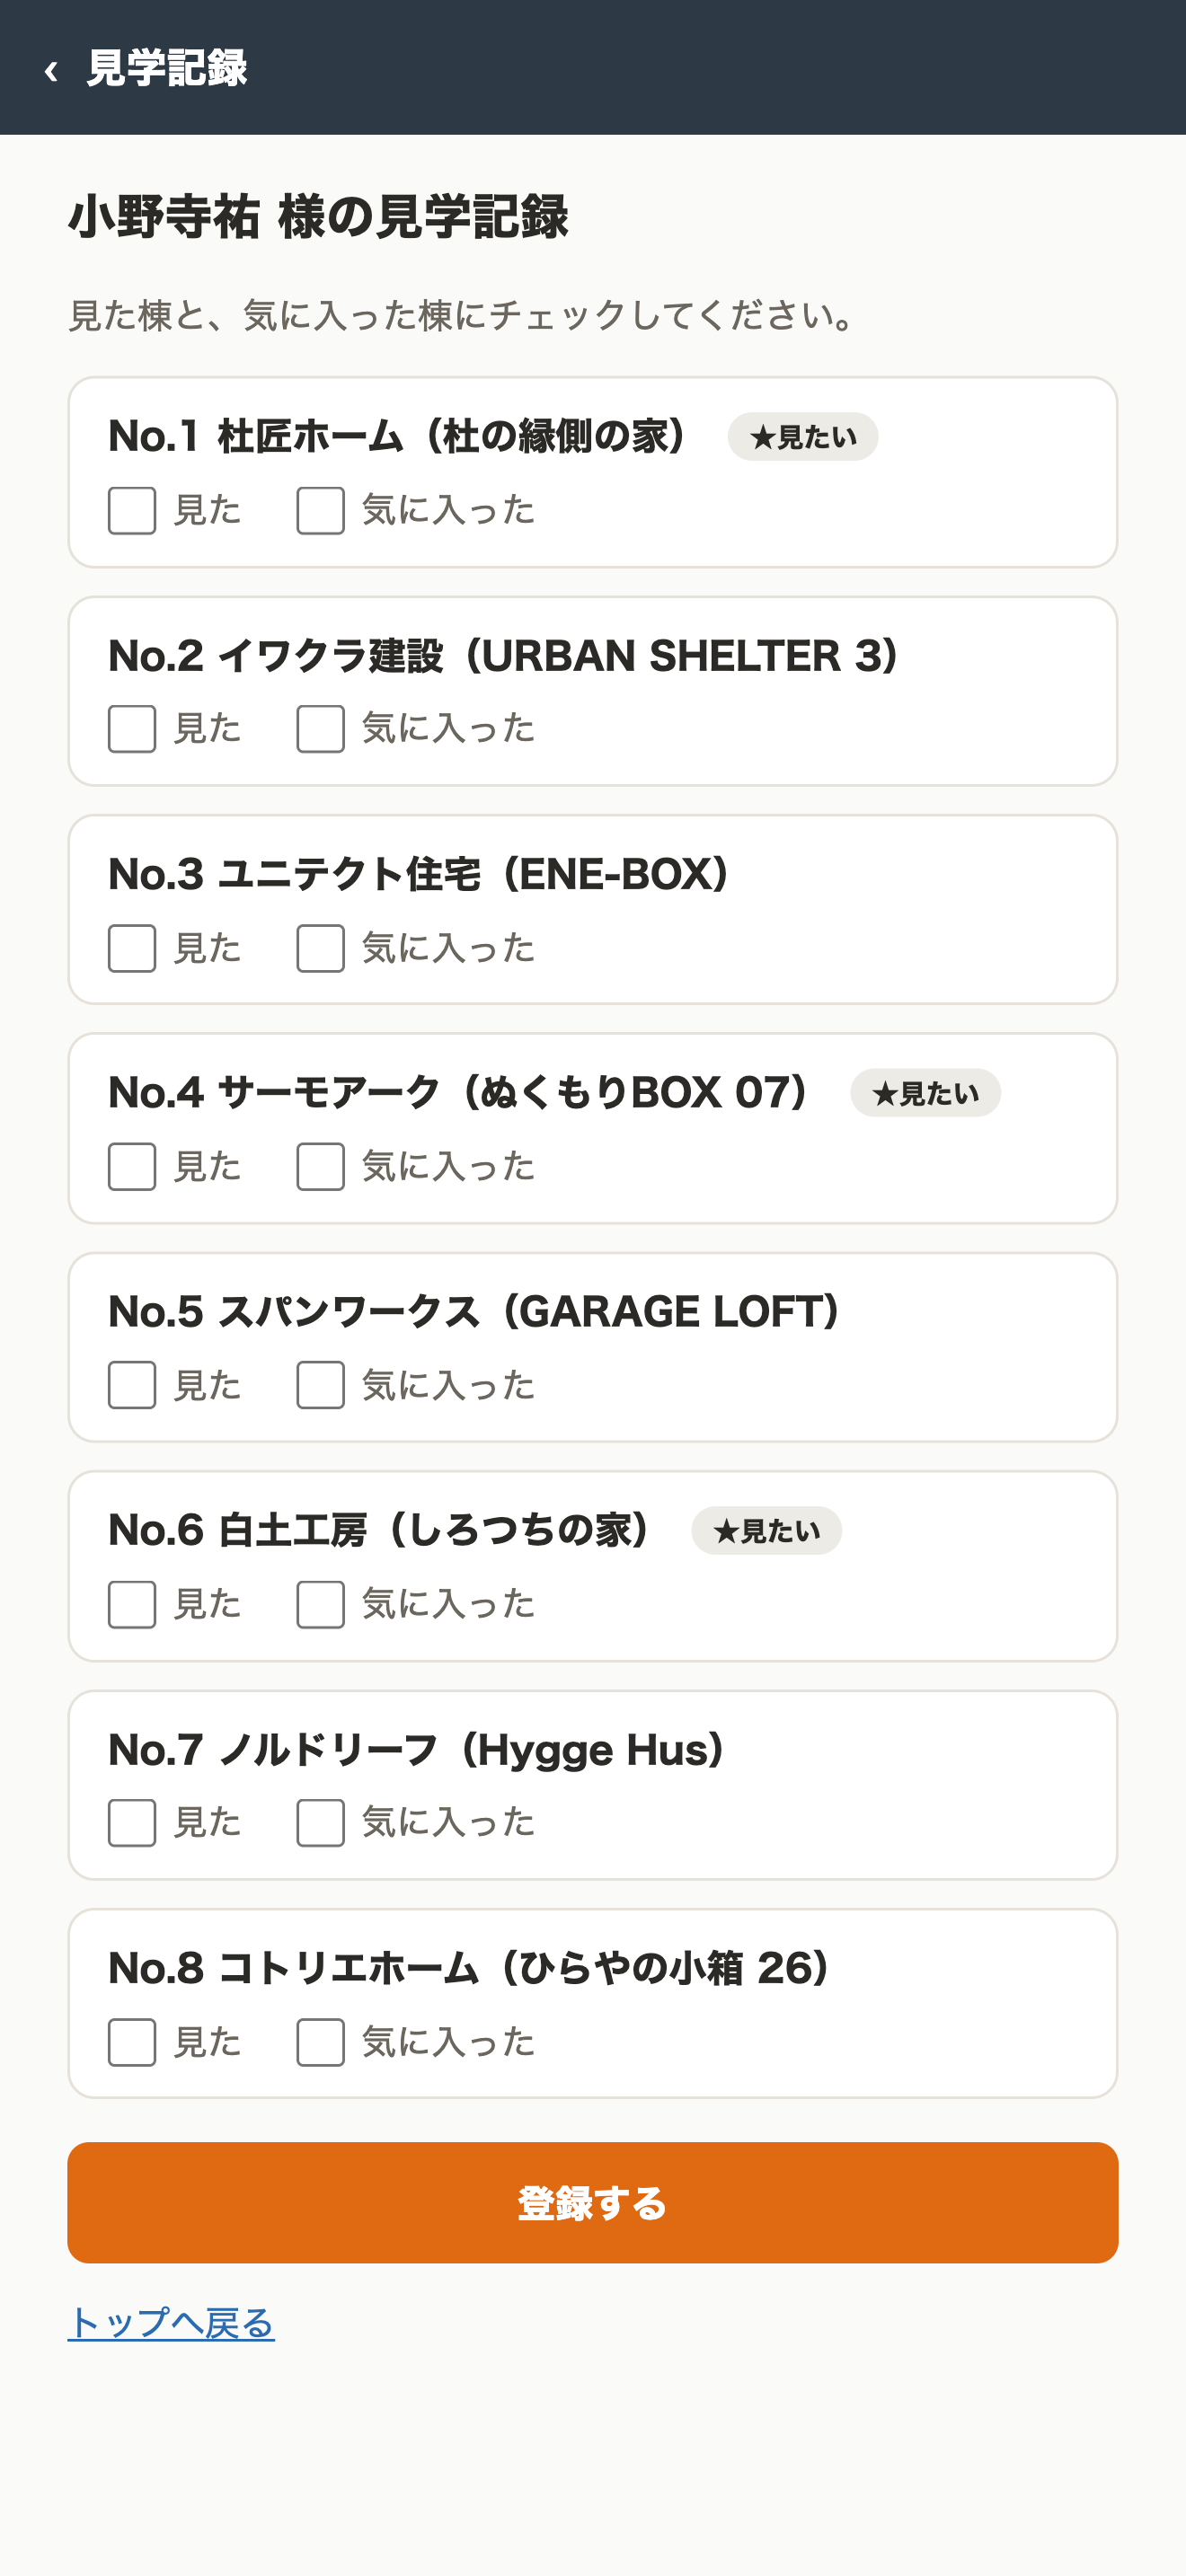 ‹ 見学記録
小野寺祐 様の見学記録
見た棟と、気に入った棟にチェックしてください。
No.1 杜匠ホーム（杜の縁側の家） ★見たい
見た 気に入った
No.2 イワクラ建設（URBAN SHELTER 3）
見た 気に入った
No.3 ユニテクト住宅（ENE-BOX）
見た 気に入った
No.4 サーモアーク（ぬくもりBOX 07） ★見たい
見た 気に入った
No.5 スパンワークス（GARAGE LOFT）
見た 気に入った
No.6 白土工房（しろつちの家） ★見たい
見た 気に入った
No.7 ノルドリーフ（Hygge Hus）
見た 気に入った
No.8 コトリエホーム（ひらやの小箱 26）
見た 気に入った
登録する
トップへ戻る